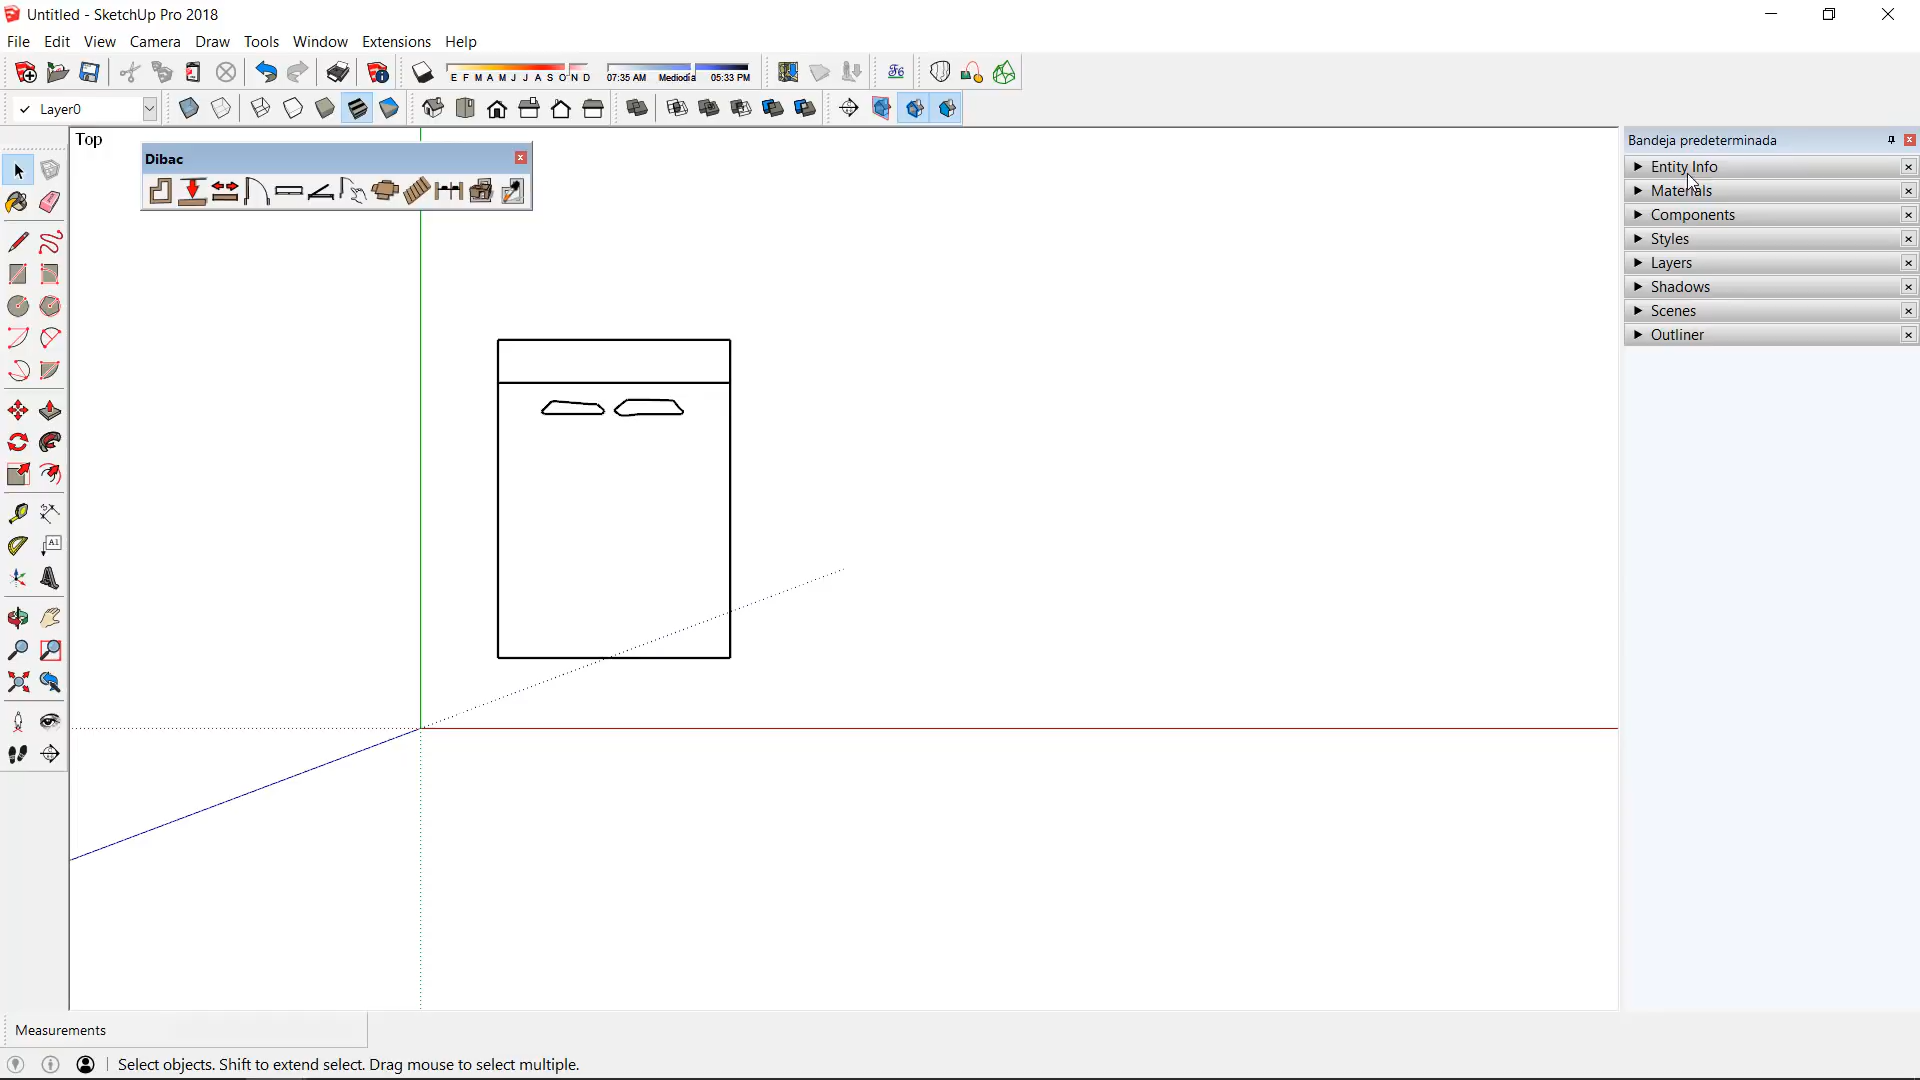 Untitled - SketchUp Pro 2018
File Edit View Camera Draw Tools Window Extensions Help
E F M A M J J A S O N D 07:35 AM Mediodía 05:33 PM
Layer0
Top
Dibac
A1
Bandeja predeterminada
Entity Info
Materials
Components
Styles
Layers
Shadows
Scenes
Outliner
Measurements
Select objects. Shift to extend select. Drag mouse to select multiple.